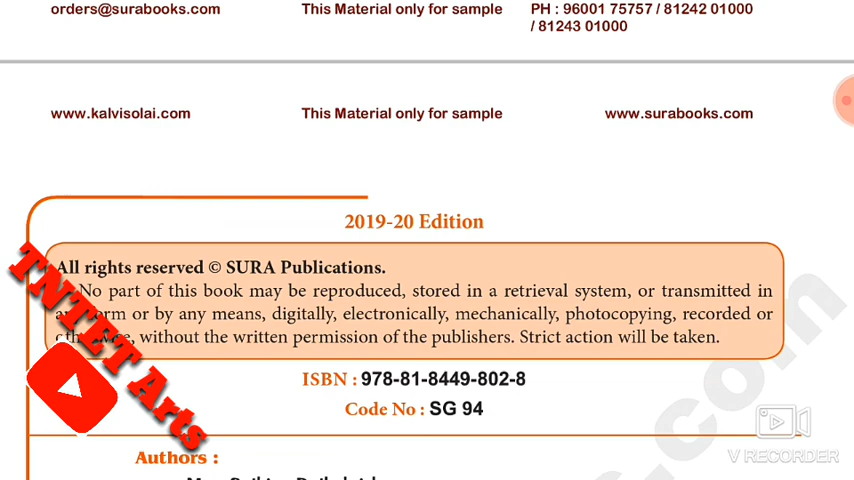 orders@surabooks.com This Material only for sample PH : 96001 75757 / 81242 01000
/ 81243 01000
www.kalvisolai.com This Material only for sample www.surabooks.com
2019-20 Edition
All rights reserved © SURA Publications.
No part of this book may be reproduced, stored in a retrieval system, or transmitted in
any form or by any means, digitally, electronically, mechanically, photocopying, recorded or
otherwise, without the written permission of the publishers. Strict action will be taken.
ISBN : 978-81-8449-802-8
Code No : SG 94
Authors :
TNTET Arts
V RECORDER